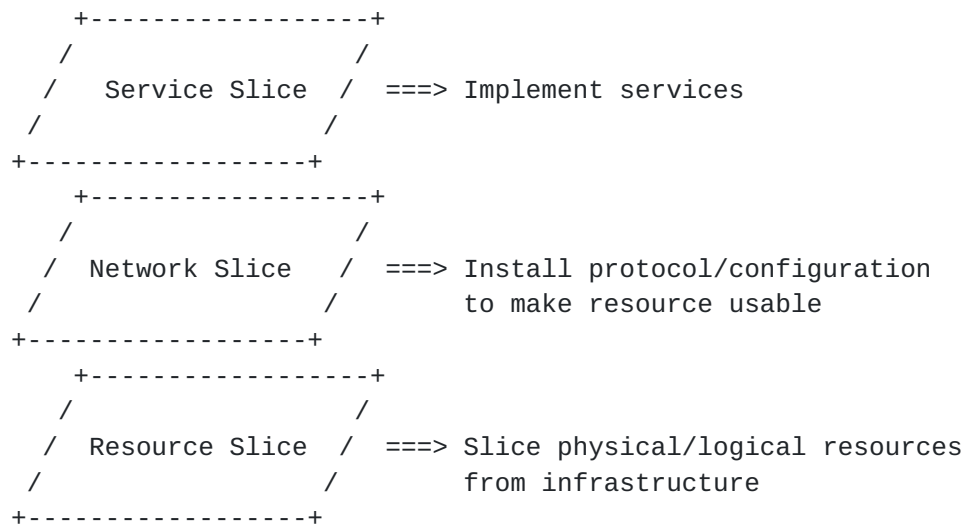 Service Slice ===> Implement services
Network Slice ===> Install protocol/configuration
to make resource usable
Resource Slice ===> Slice physical/logical resources
from infrastructure